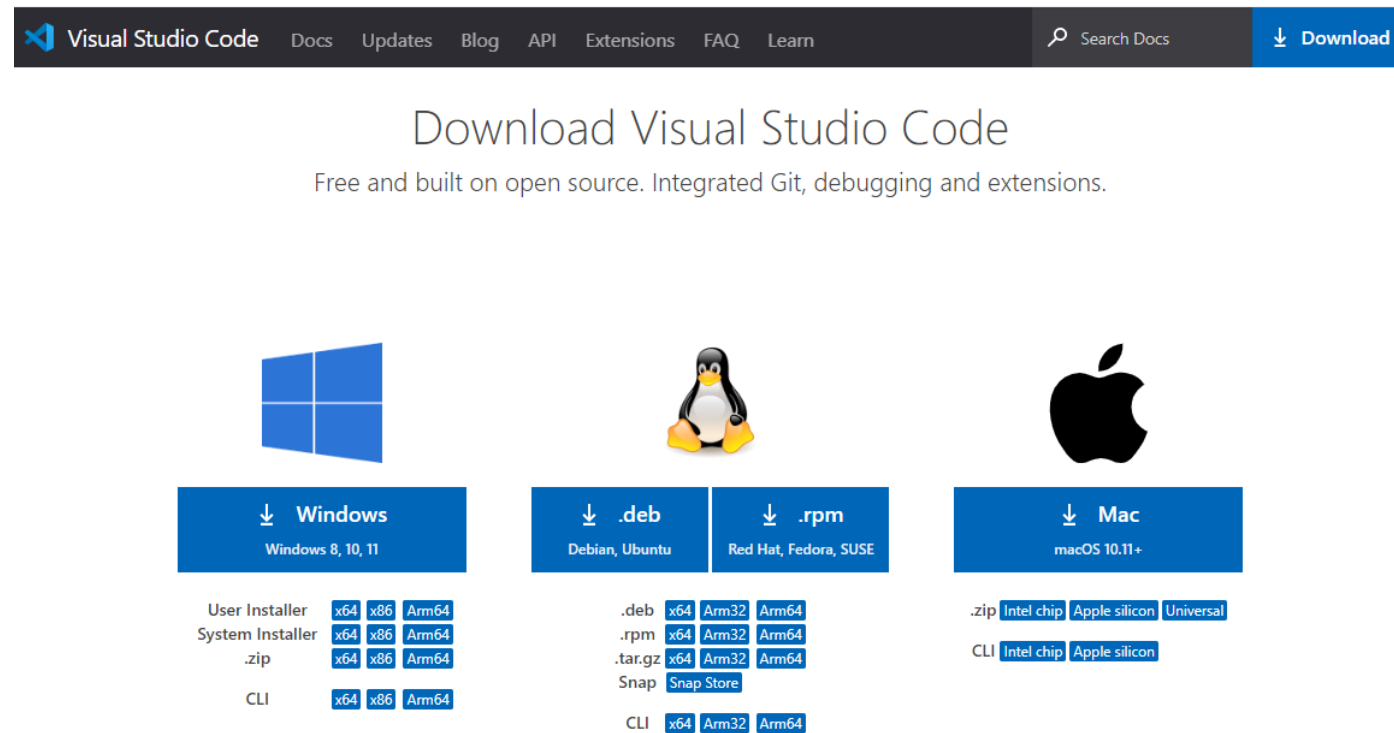 Visual Studio Code Docs Updates Blog API Extensions FAQ Learn Search Docs Download
Download Visual Studio Code
Free and built on open source. Integrated Git, debugging and extensions.
Windows
Windows 8, 10, 11
User Installer x64 x86 Arm64
System Installer x64 x86 Arm64
.zip x64 x86 Arm64
CLI x64 x86 Arm64
.deb
Debian, Ubuntu
.rpm
Red Hat, Fedora, SUSE
.deb x64 Arm32 Arm64
.rpm x64 Arm32 Arm64
.tar.gz x64 Arm32 Arm64
Snap Snap Store
CLI x64 Arm32 Arm64
Mac
macOS 10.11+
.zip Intel chip Apple silicon Universal
CLI Intel chip Apple silicon